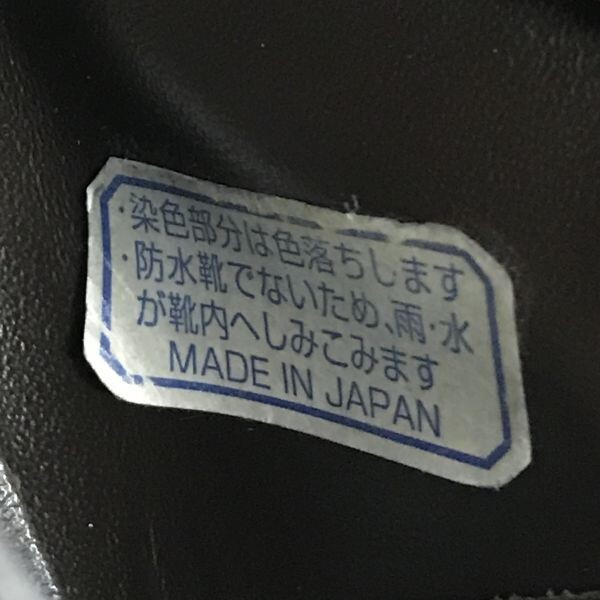 ・染色部分は色落ちします
・防水靴でないため、雨・水
が靴内へしみこみます
MADE IN JAPAN